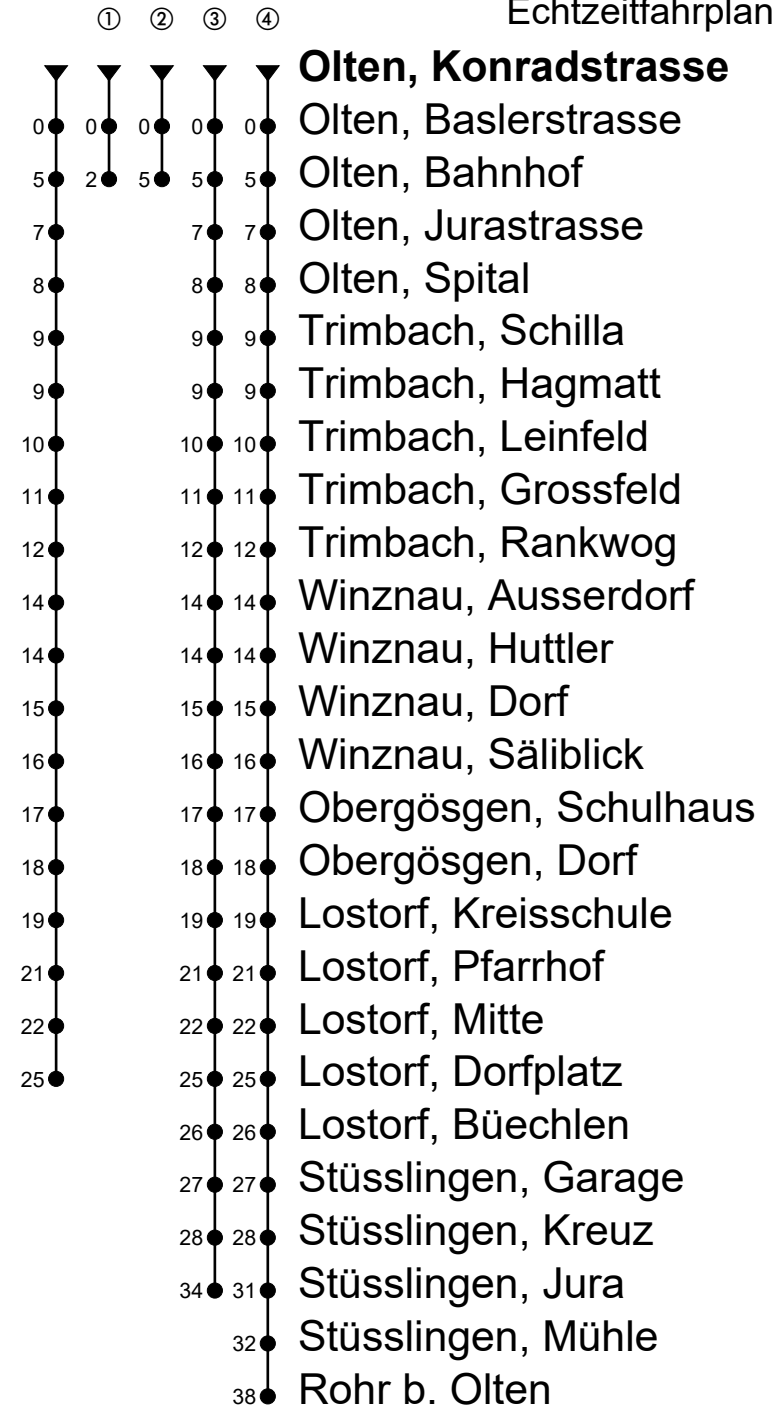 Echtzeitfahrplan
① ② ③ ④
Olten, Konradstrasse
0 0 0 0 0 Olten, Baslerstrasse
5 2 5 5 5 Olten, Bahnhof
7 7 7 Olten, Jurastrasse
8 8 8 Olten, Spital
9 9 9 Trimbach, Schilla
9 9 9 Trimbach, Hagmatt
10 10 10 Trimbach, Leinfeld
11 11 11 Trimbach, Grossfeld
12 12 12 Trimbach, Rankwog
14 14 14 Winznau, Ausserdorf
14 14 14 Winznau, Huttler
15 15 15 Winznau, Dorf
16 16 16 Winznau, Säliblick
17 17 17 Obergösgen, Schulhaus
18 18 18 Obergösgen, Dorf
19 19 19 Lostorf, Kreisschule
21 21 21 Lostorf, Pfarrhof
22 22 22 Lostorf, Mitte
25 25 25 Lostorf, Dorfplatz
26 26 Lostorf, Büechlen
27 27 Stüsslingen, Garage
28 28 Stüsslingen, Kreuz
34 31 Stüsslingen, Jura
32 Stüsslingen, Mühle
38 Rohr b. Olten